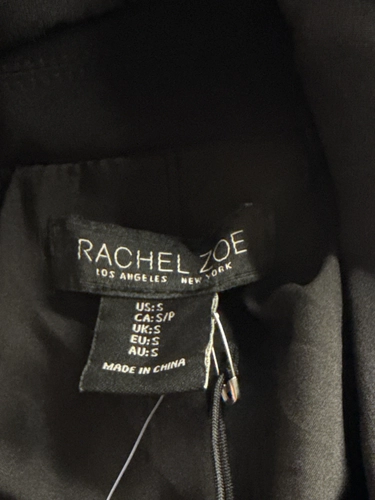 RACHEL ZOE
LOS ANGELES NEW YORK
US:S
CA:S/P
UK:S
EU:S
AU:S
MADE IN CHINA